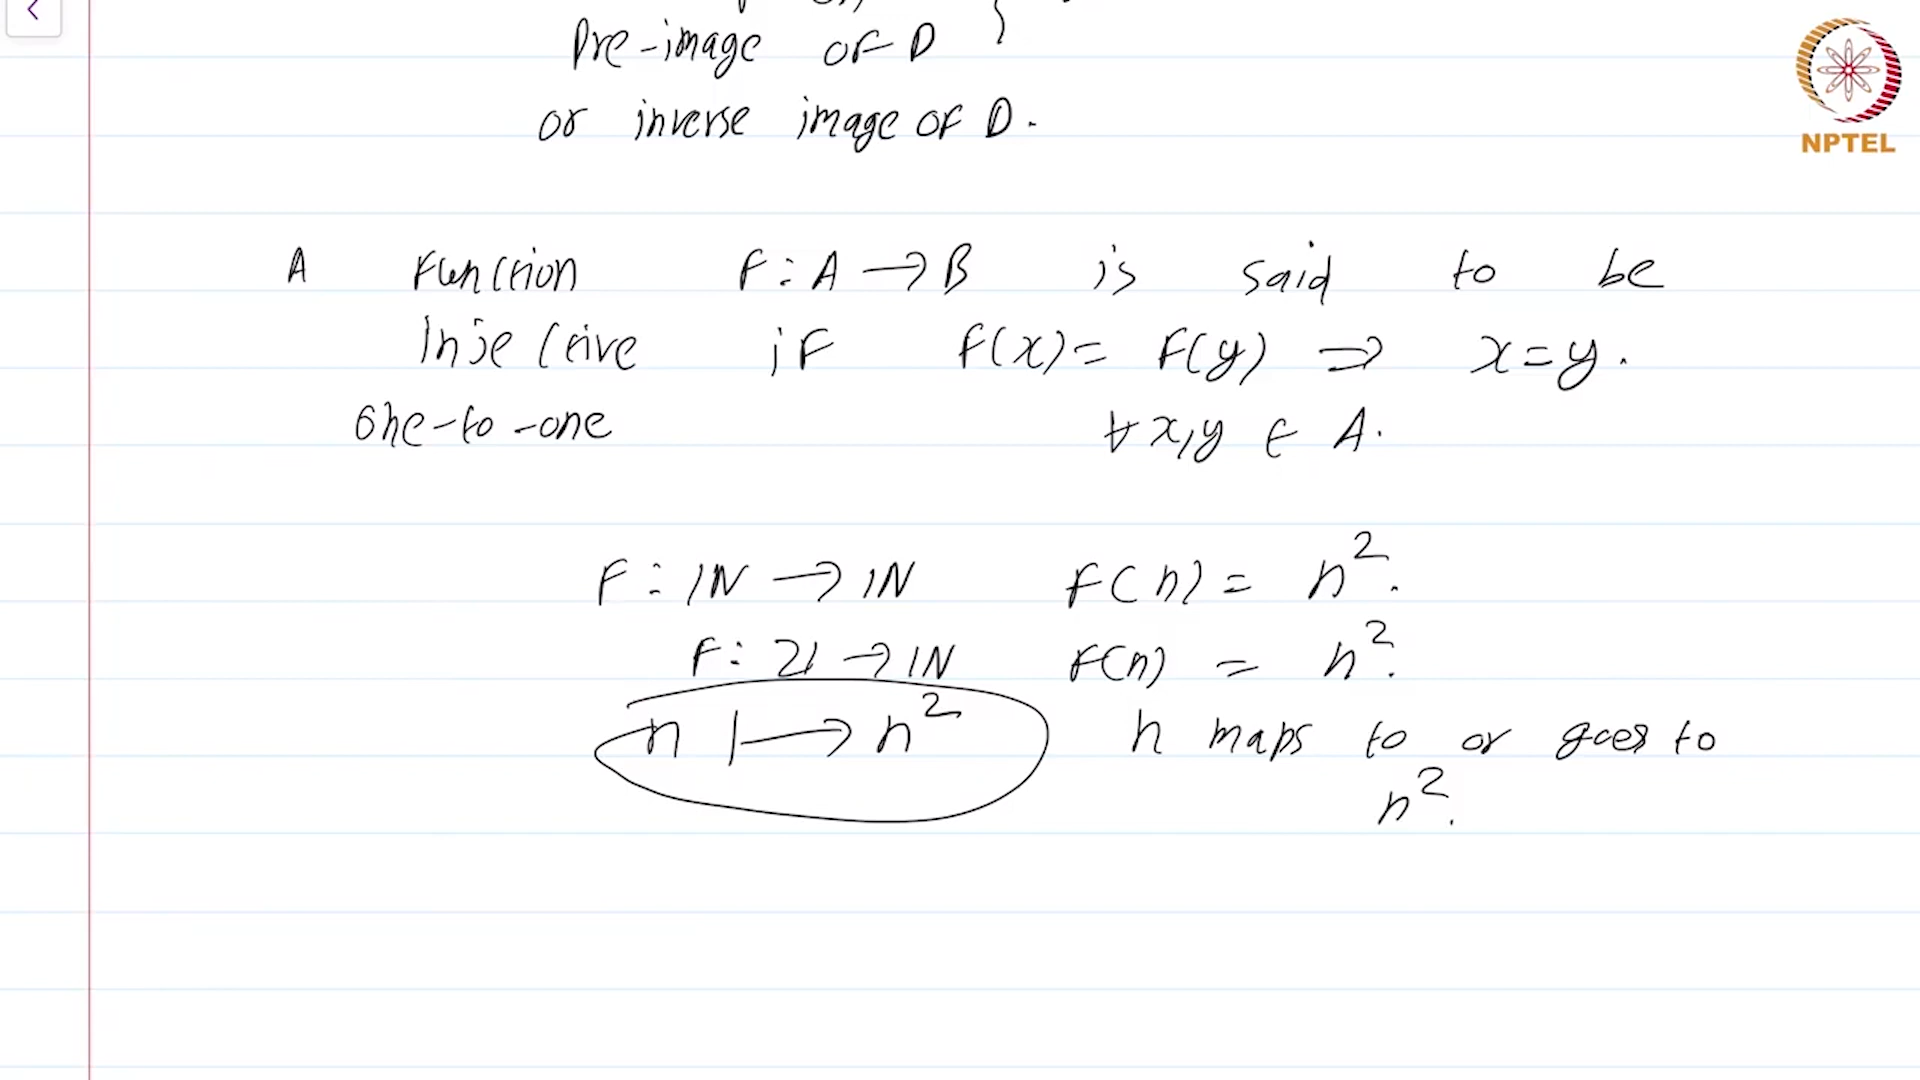 Pre-image of D
or inverse image of D.
NPTEL
A Function F : A → B is said to be
Injective if f(x) = F(y) ⇒ x = y.
one-to-one ∀ x, y ∈ A.
F : ℕ → ℕ F(n) = n².
F : ℤ → ℕ F(n) = n².
n ↦ n² n maps to or goes to
n².